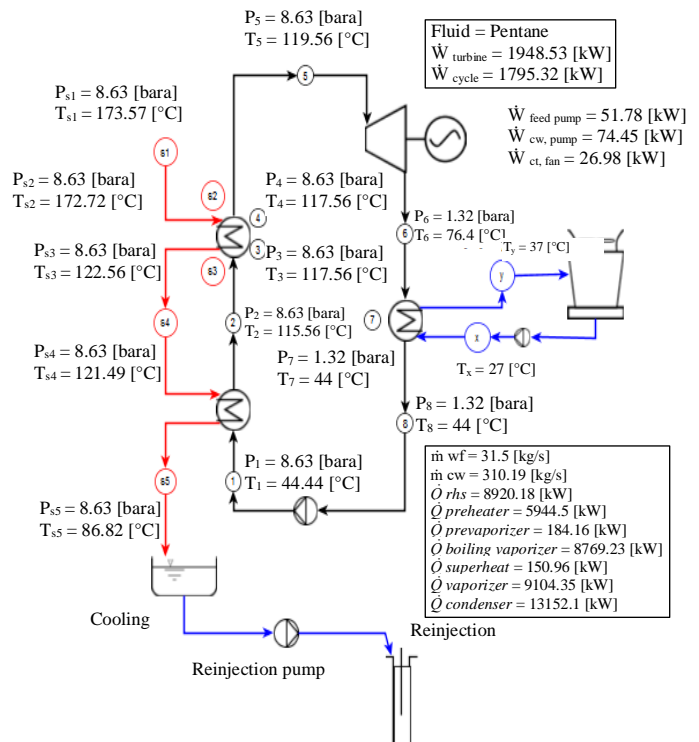 P5 = 8.63 [bara]
T5 = 119.56 [°C]
Fluid = Pentane
Ẇ turbine = 1948.53 [kW]
Ẇ cycle = 1795.32 [kW]
5
Ps1 = 8.63 [bara]
Ts1 = 173.57 [°C]
Ẇ feed pump = 51.78 [kW]
Ẇ cw, pump = 74.45 [kW]
Ẇ ct, fan = 26.98 [kW]
s1
Ps2 = 8.63 [bara]
Ts2 = 172.72 [°C]
s2
P4 = 8.63 [bara]
T4 = 117.56 [°C]
4
P6 = 1.32 [bara]
T6 = 76.4 [°C]
6
Ty = 37 [°C]
3
Ps3 = 8.63 [bara]
Ts3 = 122.56 [°C]
s3
P3 = 8.63 [bara]
T3 = 117.56 [°C]
y
s4
2
P2 = 8.63 [bara]
T2 = 115.56 [°C]
7
x
Ps4 = 8.63 [bara]
Ts4 = 121.49 [°C]
P7 = 1.32 [bara]
T7 = 44 [°C]
Tx = 27 [°C]
P8 = 1.32 [bara]
T8 = 44 [°C]
8
P1 = 8.63 [bara]
T1 = 44.44 [°C]
1
s5
Ps5 = 8.63 [bara]
Ts5 = 86.82 [°C]
ṁ wf = 31.5 [kg/s]
ṁ cw = 310.19 [kg/s]
Q̇ rhs = 8920.18 [kW]
Q̇ preheater = 5944.5 [kW]
Q̇ prevaporizer = 184.16 [kW]
Q̇ boiling vaporizer = 8769.23 [kW]
Q̇ superheat = 150.96 [kW]
Q̇ vaporizer = 9104.35 [kW]
Q̇ condenser = 13152.1 [kW]
Cooling
Reinjection
Reinjection pump